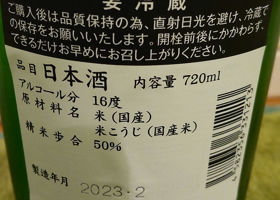 要冷蔵
ご購入後は品質保持の為、直射日光を避け、冷蔵で
の保存をお願いいたします。開栓前後にかかわらず、
できるだけお早めにお召し上がりください。
品目 日本酒 内容量 720ml
アルコール分 16度
原材料名 米(国産)
米こうじ(国産米)
精米歩合 50%
製造年月 2023・2